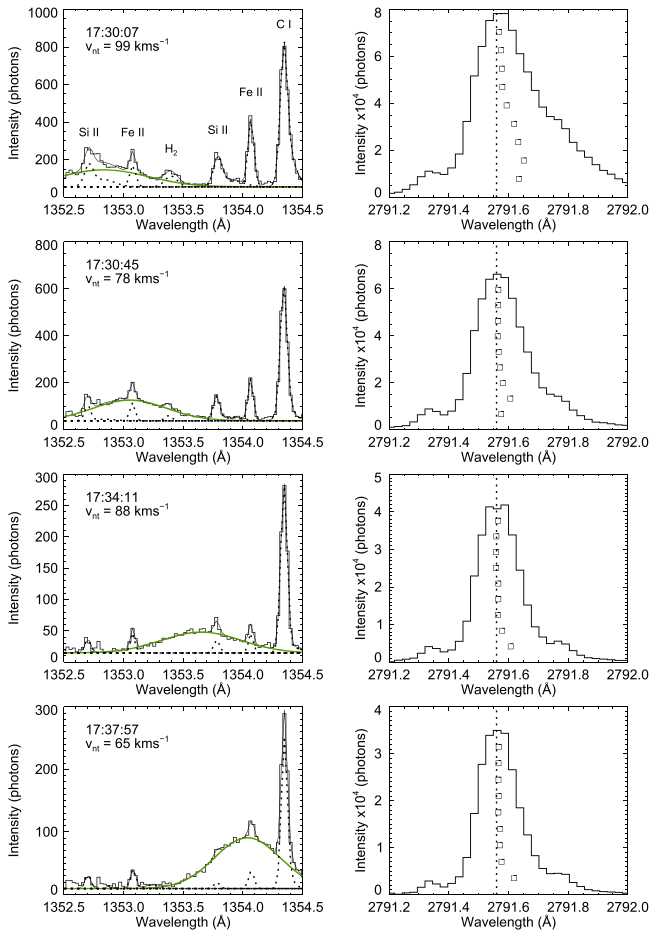 17:30:07
v_nt = 99 kms⁻¹
Si II
Fe II
H₂
Si II
Fe II
C I
Intensity (photons)
1000
800
600
400
200
0
1352.5 1353.0 1353.5 1354.0 1354.5
Wavelength (Å)
Intensity x10⁴ (photons)
8
6
4
2
0
2791.2 2791.4 2791.6 2791.8 2792.0
Wavelength (Å)
17:30:45
v_nt = 78 kms⁻¹
Intensity (photons)
800
600
400
200
0
1352.5 1353.0 1353.5 1354.0 1354.5
Wavelength (Å)
Intensity x10⁴ (photons)
8
6
4
2
0
2791.2 2791.4 2791.6 2791.8 2792.0
Wavelength (Å)
17:34:11
v_nt = 88 kms⁻¹
Intensity (photons)
300
250
200
150
100
50
0
1352.5 1353.0 1353.5 1354.0 1354.5
Wavelength (Å)
Intensity x10⁴ (photons)
5
4
3
2
1
0
2791.2 2791.4 2791.6 2791.8 2792.0
Wavelength (Å)
17:37:57
v_nt = 65 kms⁻¹
Intensity (photons)
300
200
100
0
1352.5 1353.0 1353.5 1354.0 1354.5
Wavelength (Å)
Intensity x10⁴ (photons)
4
3
2
1
0
2791.2 2791.4 2791.6 2791.8 2792.0
Wavelength (Å)